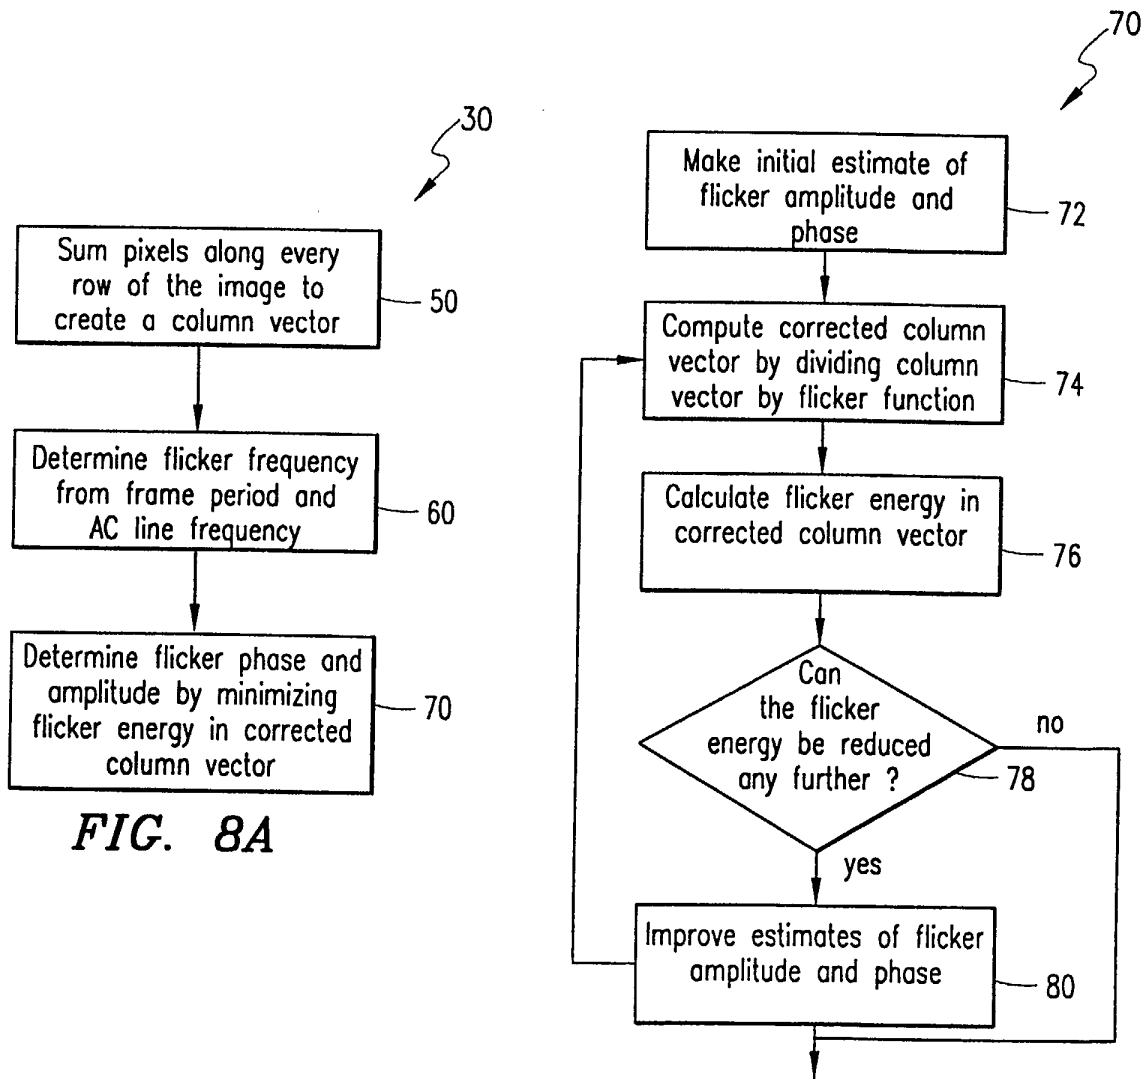 30
Sum pixels along every
row of the image to
create a column vector
50
Determine flicker frequency
from frame period and
AC line frequency
60
Determine flicker phase and
amplitude by minimizing
flicker energy in corrected
column vector
70
FIG. 8A
70
Make initial estimate of
flicker amplitude and
phase
72
Compute corrected column
vector by dividing column
vector by flicker function
74
Calculate flicker energy in
corrected column vector
76
Can
the flicker
energy be reduced
any further ?
78
no
yes
Improve estimates of flicker
amplitude and phase
80